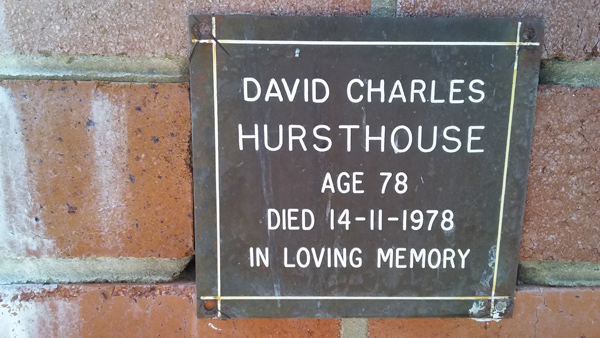 DAVID CHARLES
HURSTHOUSE
AGE 78
DIED 14-11-1978
IN LOVING MEMORY